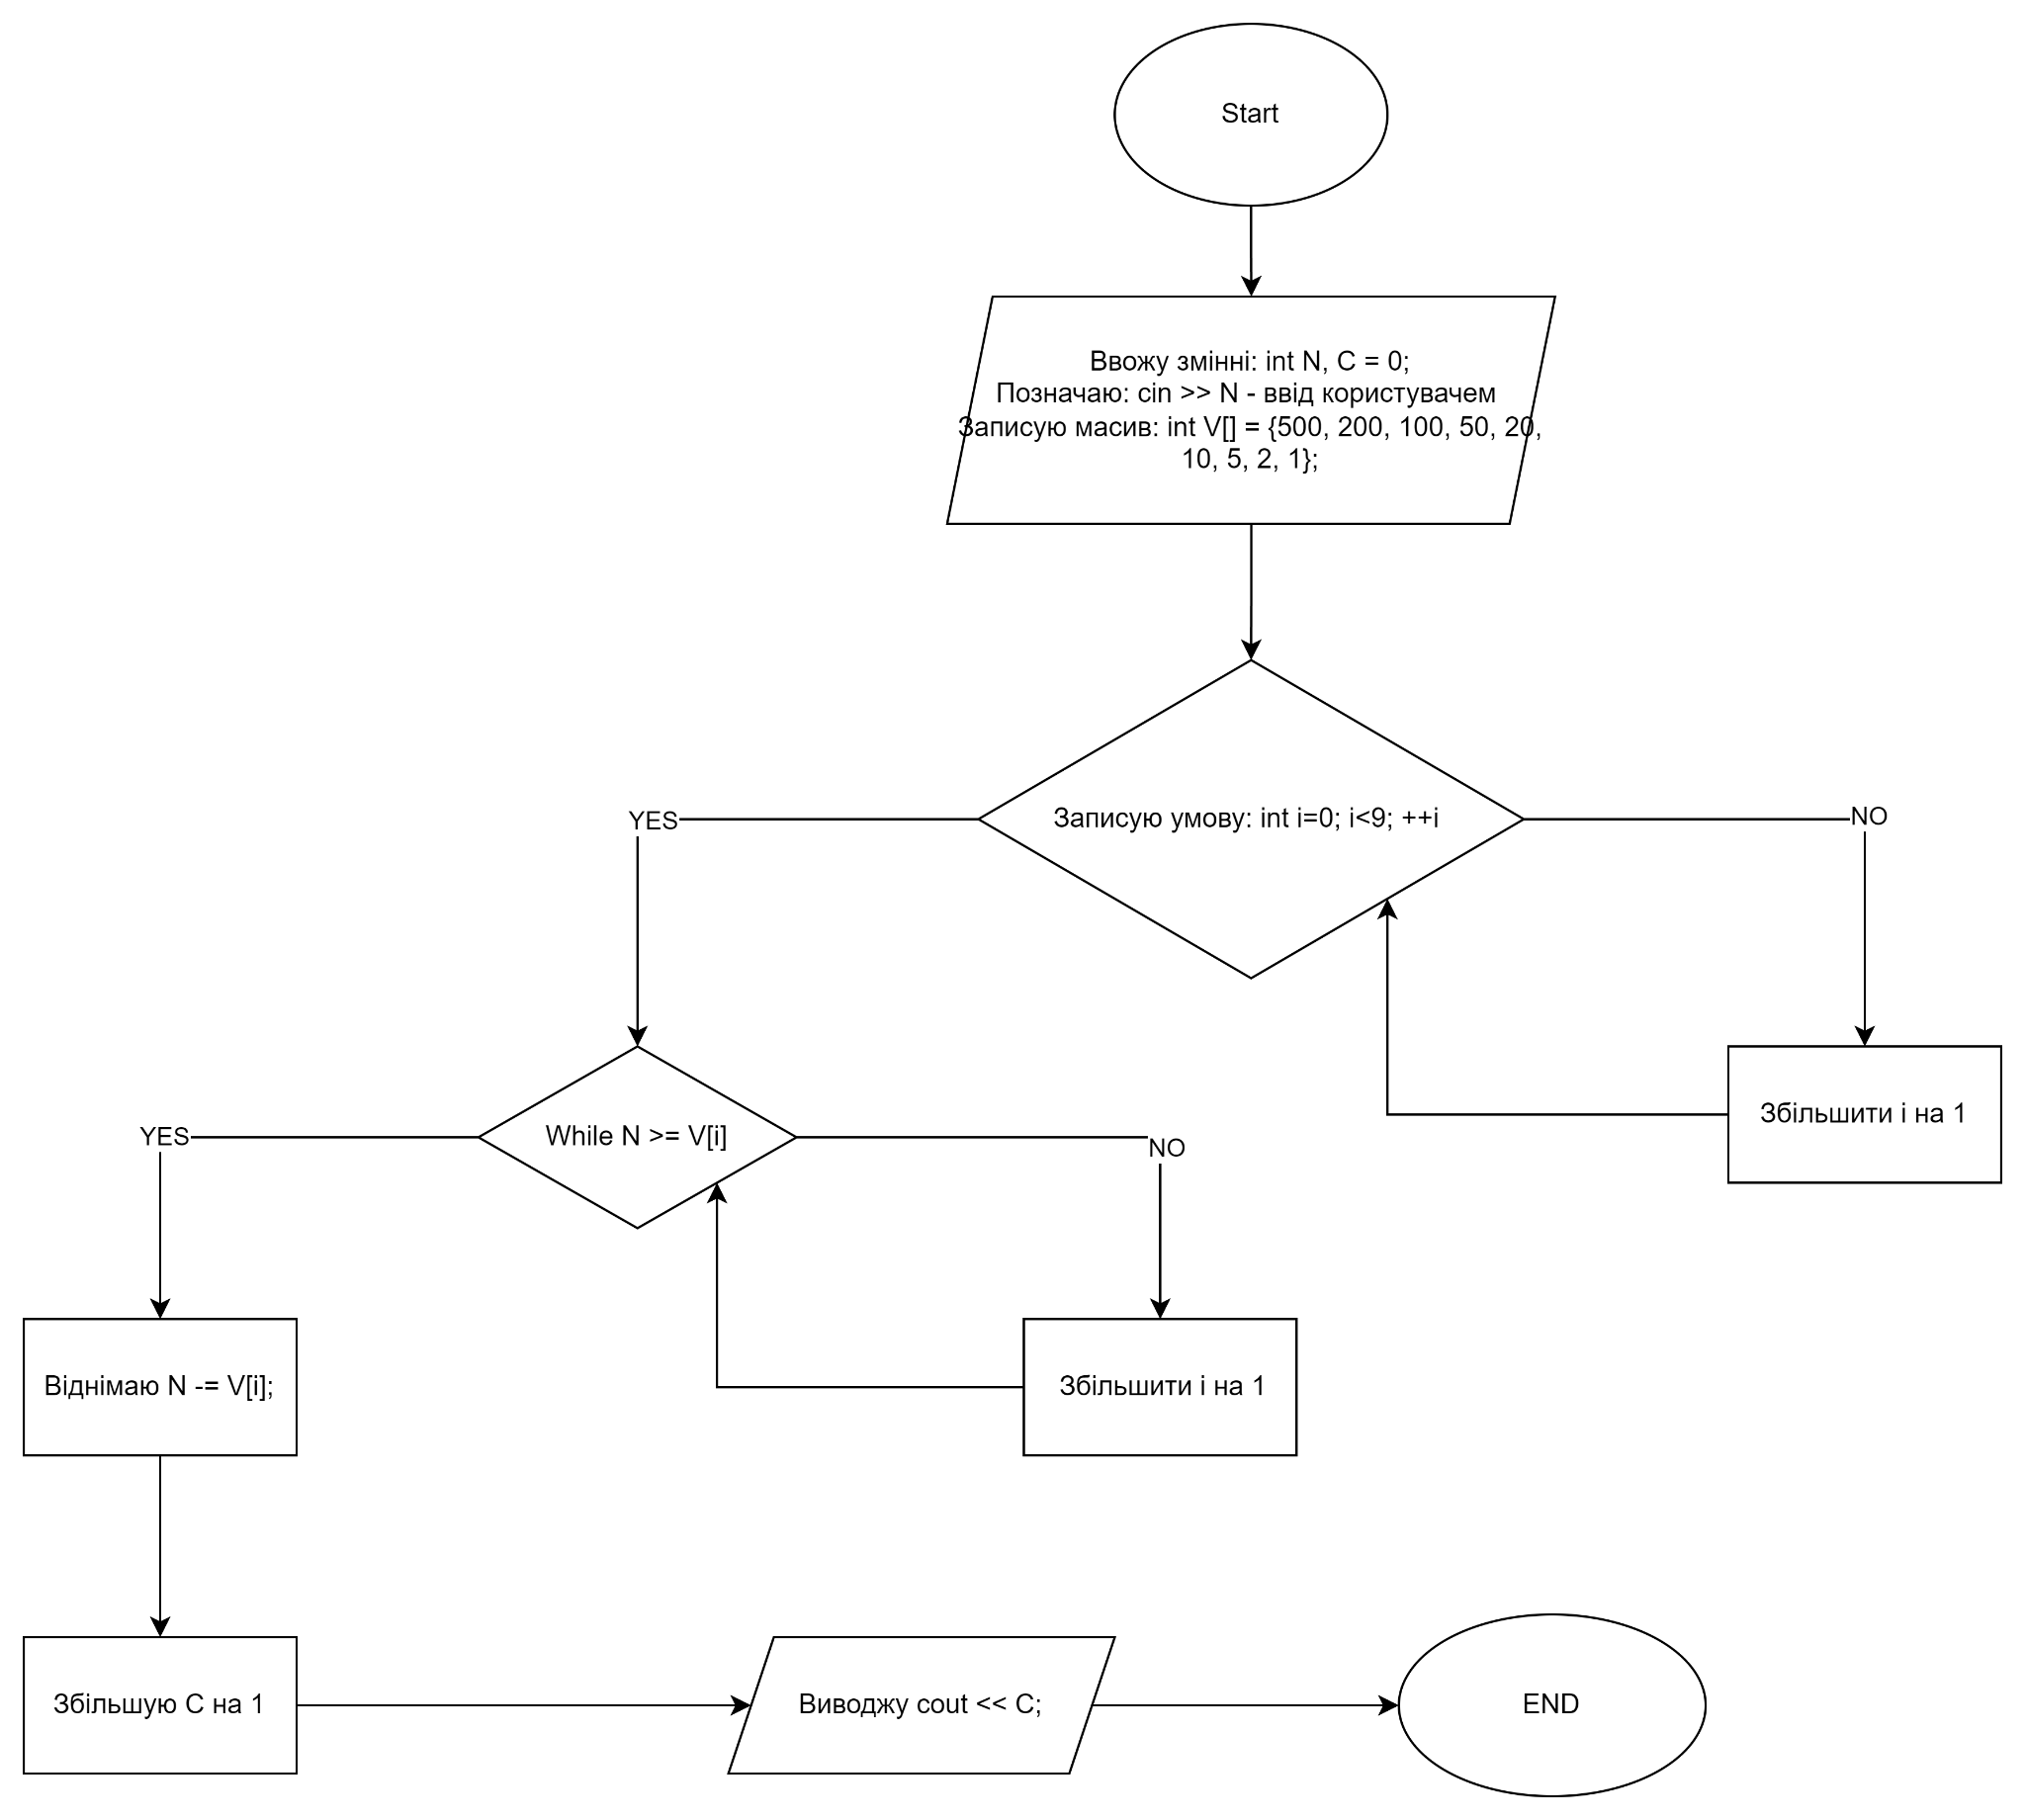 Start
Ввожу змінні: int N, C = 0;
Позначаю: cin >> N - ввід користувачем
Записую масив: int V[] = {500, 200, 100, 50, 20,
10, 5, 2, 1};
Записую умову: int i=0; i<9; ++i
YES
NO
While N >= V[i]
Збільшити і на 1
YES
NO
Віднімаю N -= V[i];
Збільшити і на 1
Збільшую С на 1
Виводжу cout << C;
END